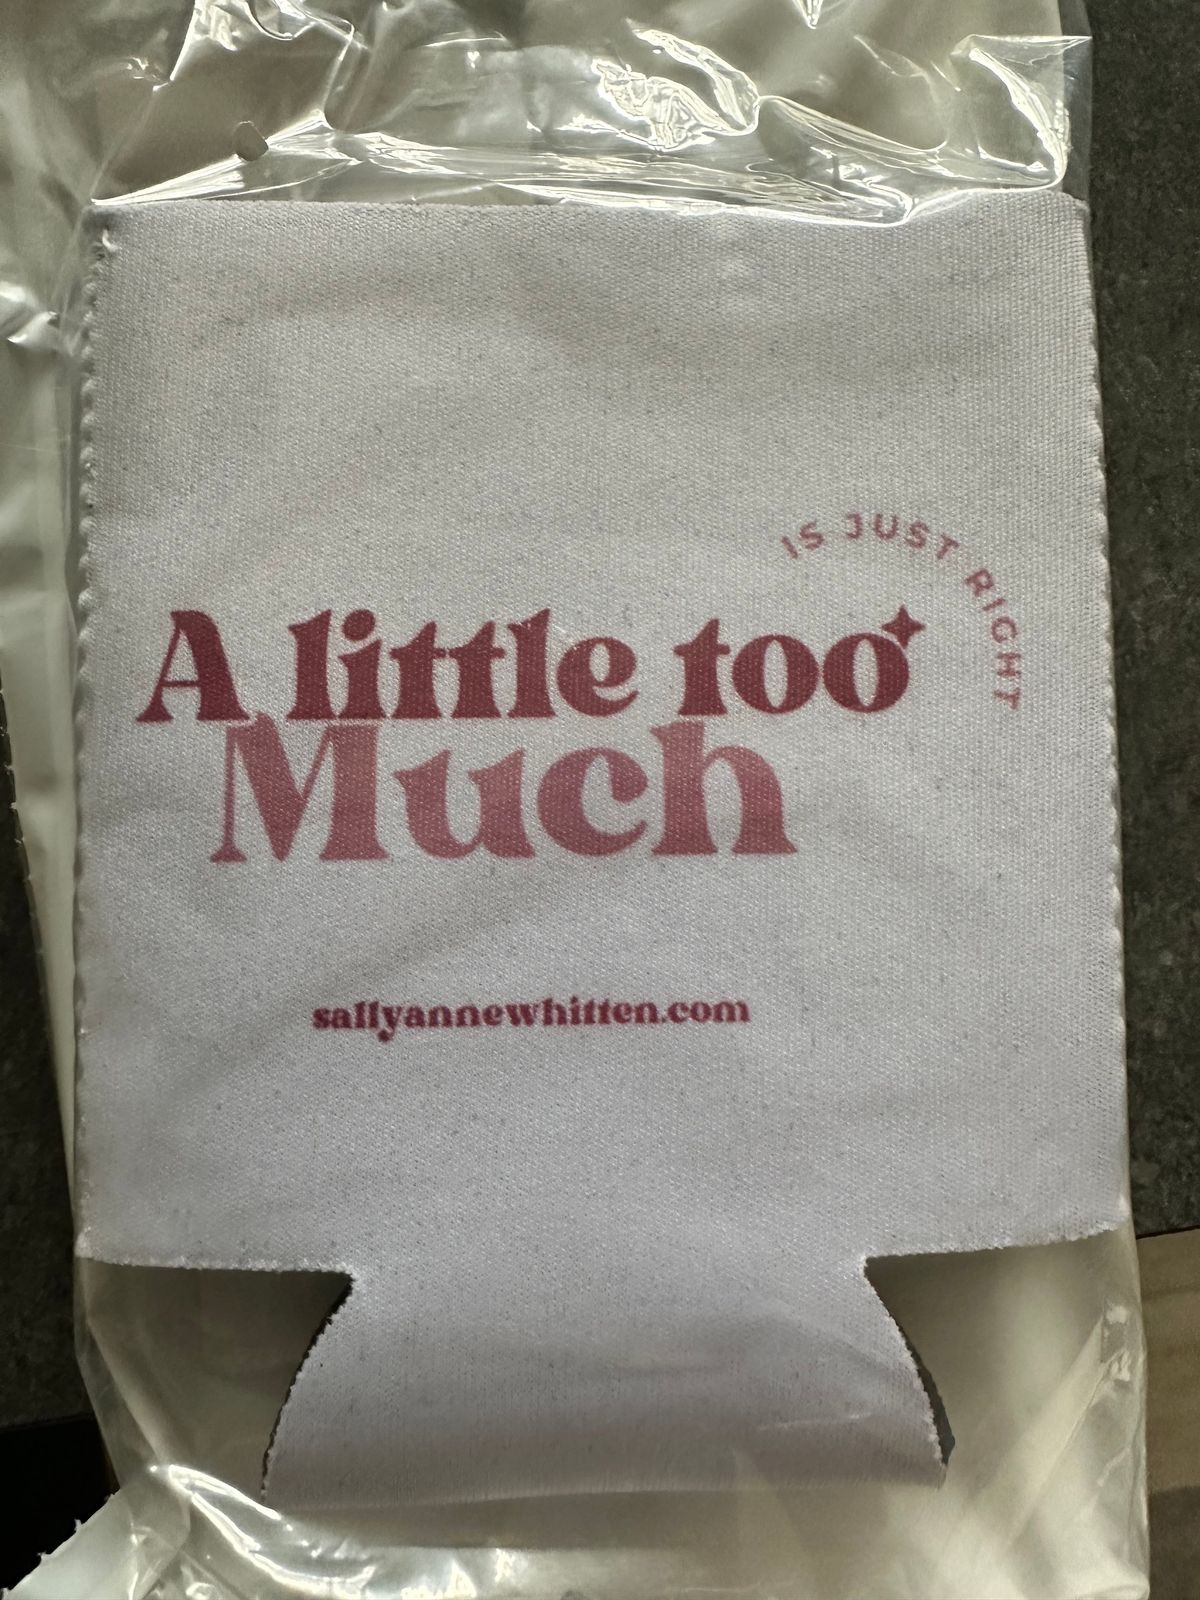 A little too
Much
IS JUST RIGHT
sallyannewhitten.com